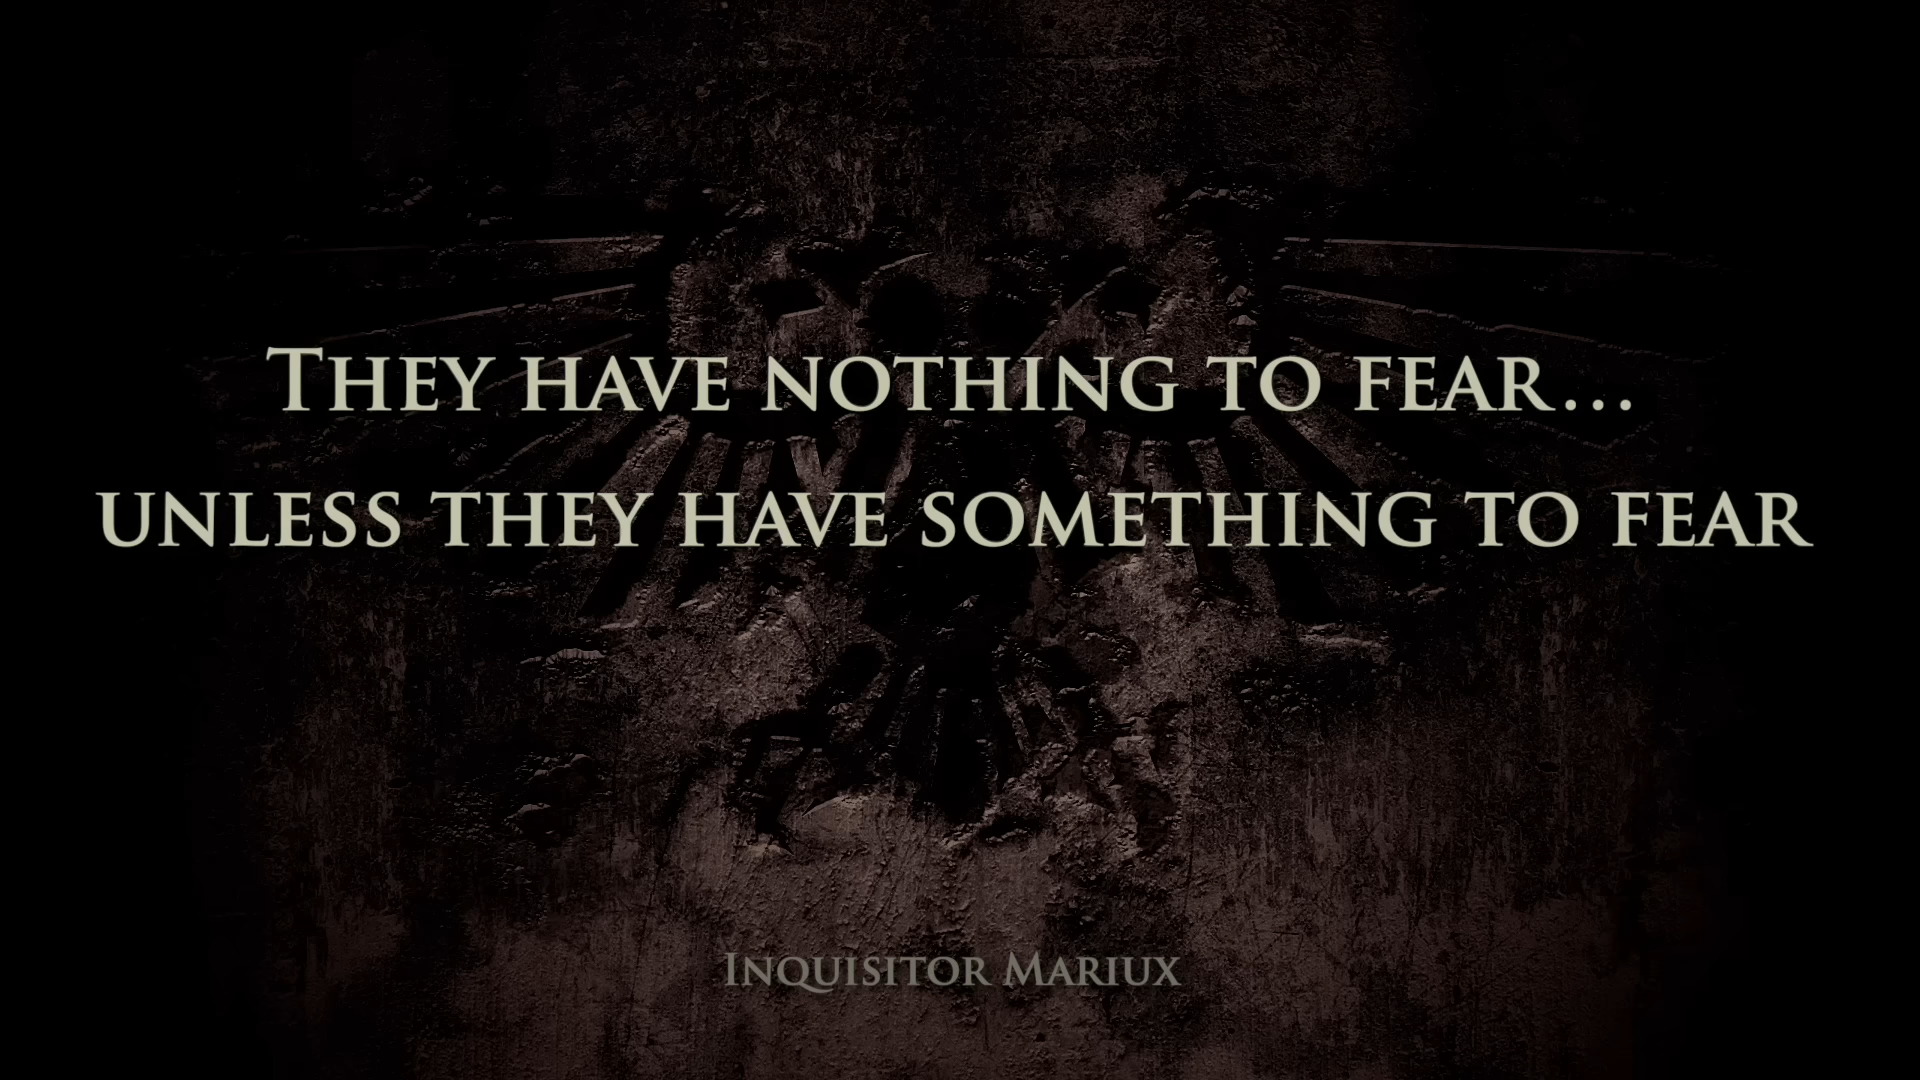 They have nothing to fear...
unless they have something to fear
Inquisitor Mariux